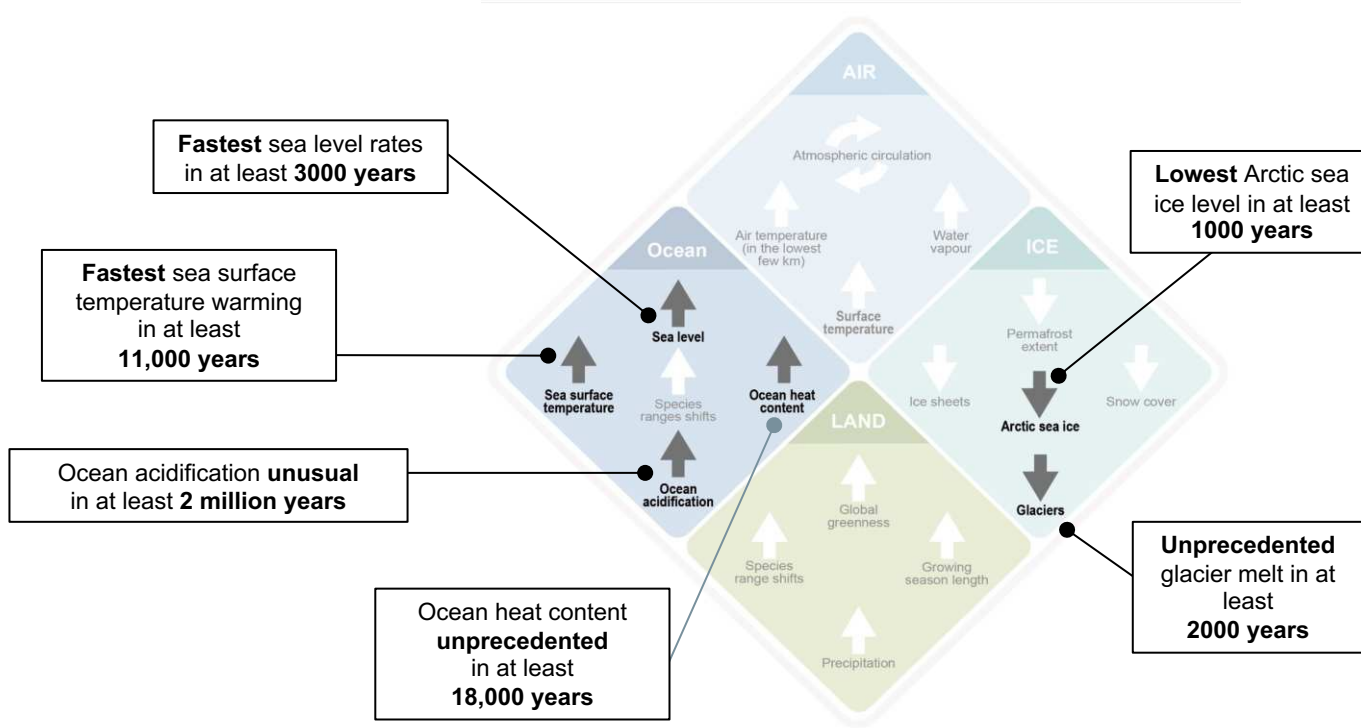 AIR
Atmospheric circulation
Air temperature
(in the lowest
few km)
Water
vapour
Surface
temperature
Fastest sea level rates
in at least 3000 years
Fastest sea surface
temperature warming
in at least
11,000 years
Ocean acidification unusual
in at least 2 million years
Ocean heat content
unprecedented
in at least
18,000 years
Ocean
Sea level
Sea surface
temperature
Species
ranges shifts
Ocean heat
content
Ocean
acidification
LAND
Global
greenness
Species
range shifts
Growing
season length
Precipitation
ICE
Permafrost
extent
Ice sheets
Snow cover
Arctic sea ice
Glaciers
Lowest Arctic sea
ice level in at least
1000 years
Unprecedented
glacier melt in at
least
2000 years